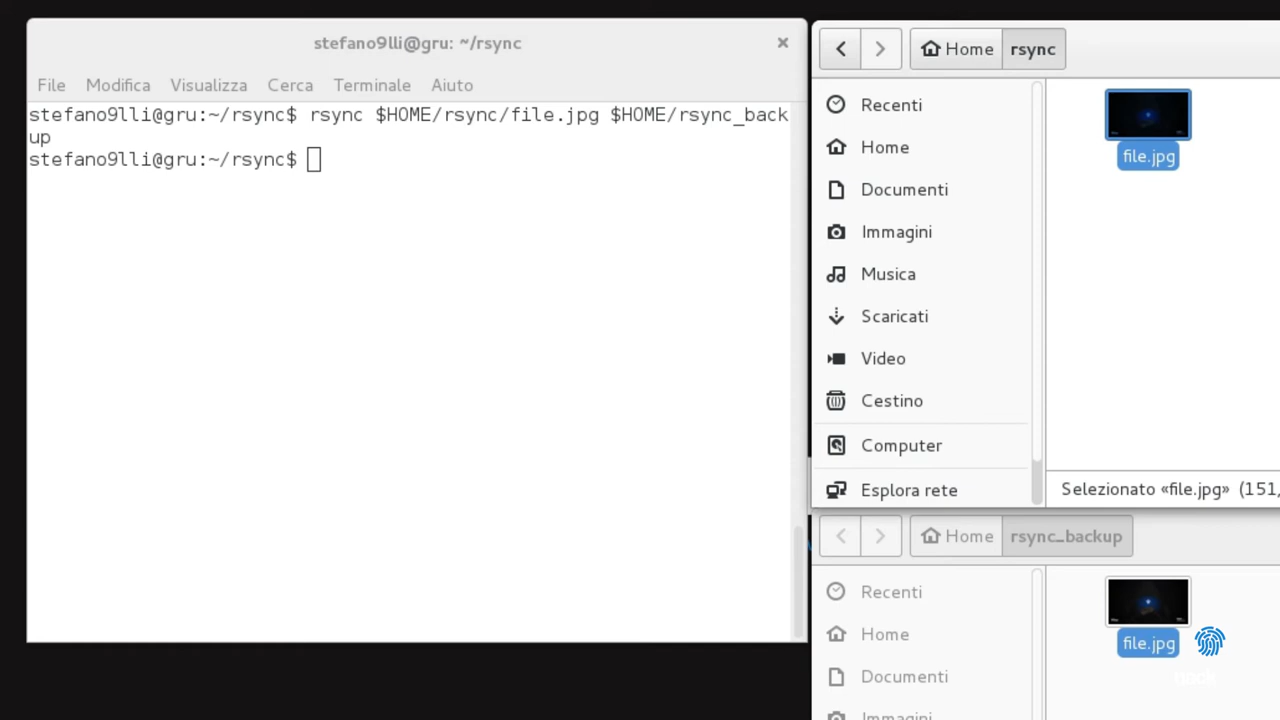 stefano9lli@gru: ~/rsync
File Modifica Visualizza Cerca Terminale Aiuto
stefano9lli@gru:~/rsync$ rsync $HOME/rsync/file.jpg $HOME/rsync_back
up
stefano9lli@gru:~/rsync$
Home rsync
Recenti
Home
Documenti
Immagini
Musica
Scaricati
Video
Cestino
Computer
Esplora rete
file.jpg
Selezionato «file.jpg» (151,
Home rsync_backup
Recenti
Home
Documenti
Immagini
file.jpg